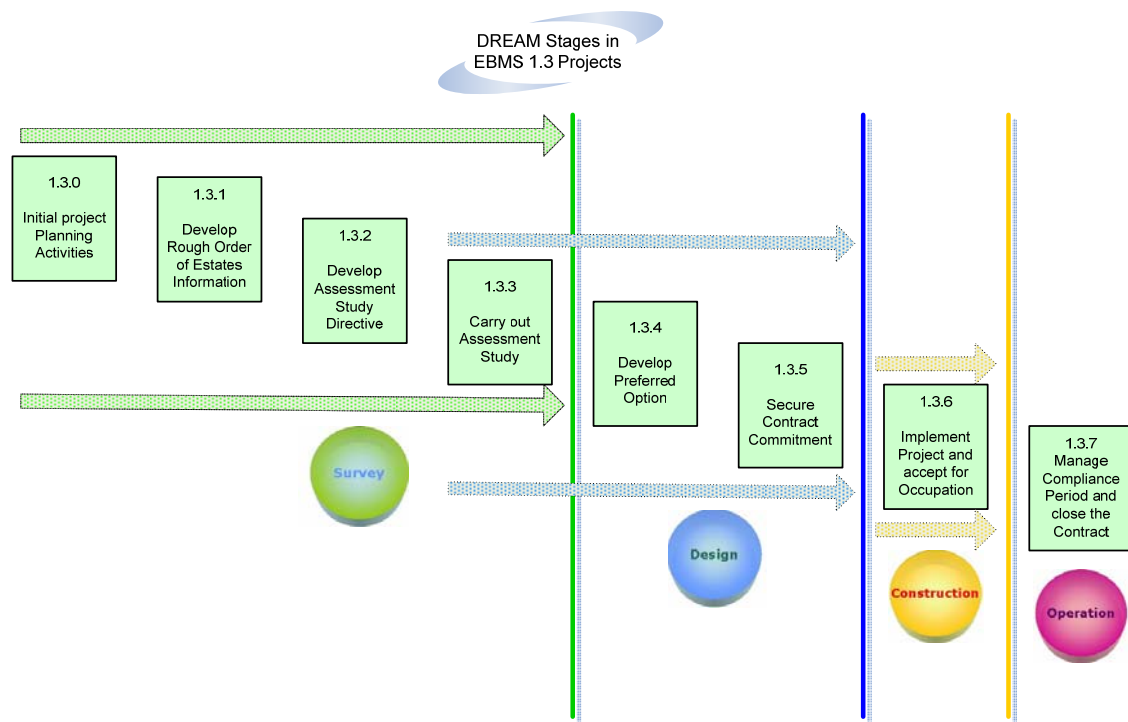 DREAM Stages in
EBMS 1.3 Projects
1.3.0
Initial project
Planning
Activities
1.3.1
Develop
Rough Order
of Estates
Information
1.3.2
Develop
Assessment
Study
Directive
1.3.3
Carry out
Assessment
Study
1.3.4
Develop
Preferred
Option
1.3.5
Secure
Contract
Commitment
1.3.6
Implement
Project and
accept for
Occupation
1.3.7
Manage
Compliance
Period and
close the
Contract
Survey
Design
Construction
Operation